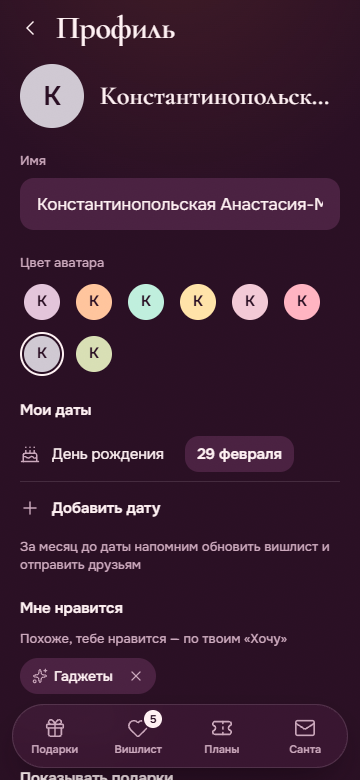 Профиль
К
Константинопольск...
Имя
Константинопольская Анастасия-
Цвет аватара
К К К К К К
К К
Мои даты
День рождения 29 февраля
Добавить дату
За месяц до даты напомним обновить вишлист и
отправить друзьям
Мне нравится
Похоже, тебе нравится — по твоим «Хочу»
Гаджеты
5
Подарки Вишлист Планы Санта
Показывать подарки